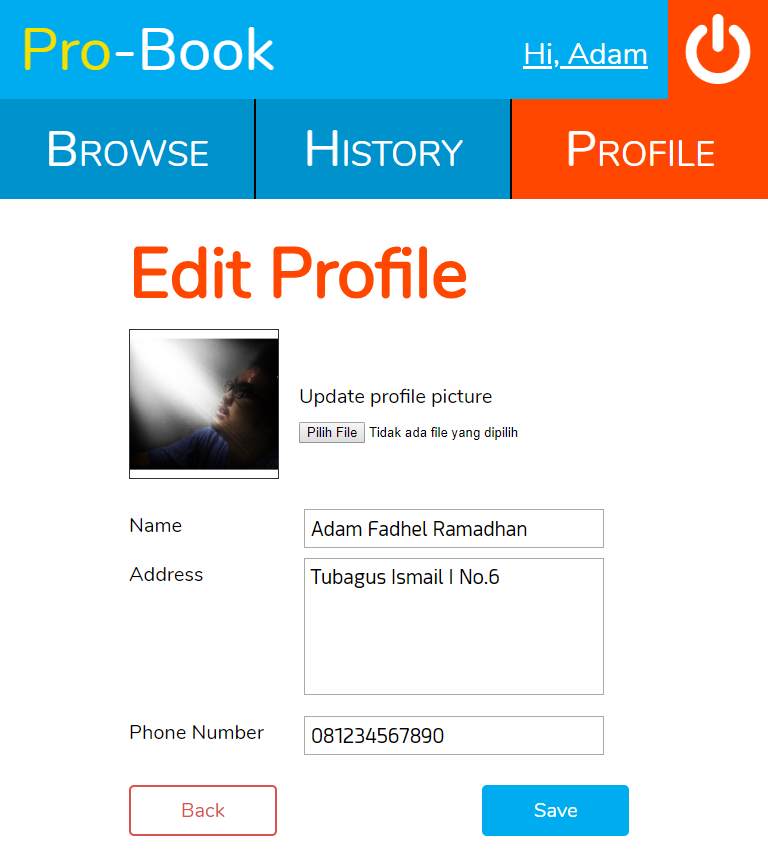 Pro-Book
Hi, Adam
BROWSE
HISTORY
PROFILE
Edit Profile
Update profile picture
Pilih File Tidak ada file yang dipilih
Name Adam Fadhel Ramadhan
Address Tubagus Ismail I No.6
Phone Number 081234567890
Back Save